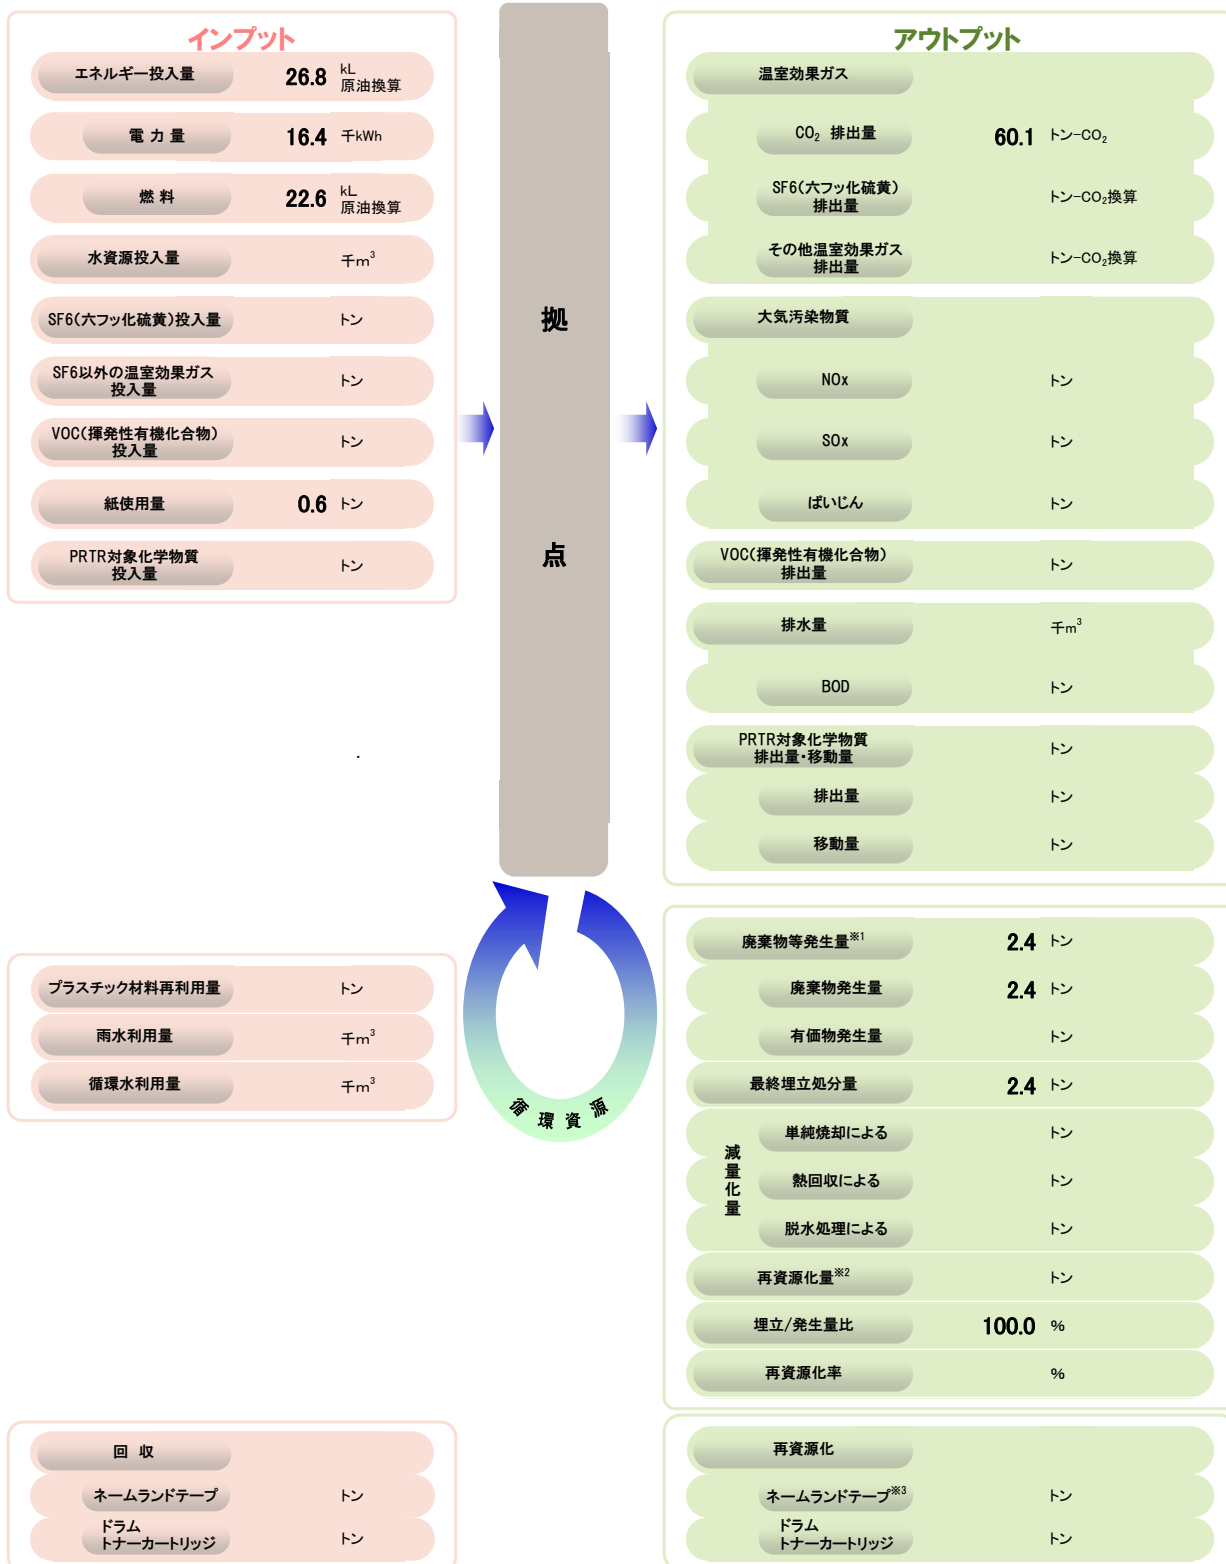 インプット
エネルギー投入量 26.8 kL
原油換算
電 力 量 16.4 千kWh
燃 料 22.6 kL
原油換算
水資源投入量 千m³
SF6(六フッ化硫黄)投入量 トン
SF6以外の温室効果ガス
投入量 トン
VOC(揮発性有機化合物)
投入量 トン
紙使用量 0.6 トン
PRTR対象化学物質
投入量 トン
拠
点
アウトプット
温室効果ガス
CO₂ 排出量 60.1 トン-CO₂
SF6(六フッ化硫黄)
排出量 トン-CO₂換算
その他温室効果ガス
排出量 トン-CO₂換算
大気汚染物質
NOx トン
SOx トン
ばいじん トン
VOC(揮発性有機化合物)
排出量 トン
排水量 千m³
BOD トン
PRTR対象化学物質
排出量・移動量 トン
排出量 トン
移動量 トン
プラスチック材料再利用量 トン
雨水利用量 千m³
循環水利用量 千m³
循環資源
廃棄物等発生量※1 2.4 トン
廃棄物発生量 2.4 トン
有価物発生量 トン
最終埋立処分量 2.4 トン
減量化量
単純焼却による トン
熱回収による トン
脱水処理による トン
再資源化量※2 トン
埋立/発生量比 100.0 %
再資源化率 %
回 収
ネームランドテープ トン
ドラム
トナーカートリッジ トン
再資源化
ネームランドテープ※3 トン
ドラム
トナーカートリッジ トン